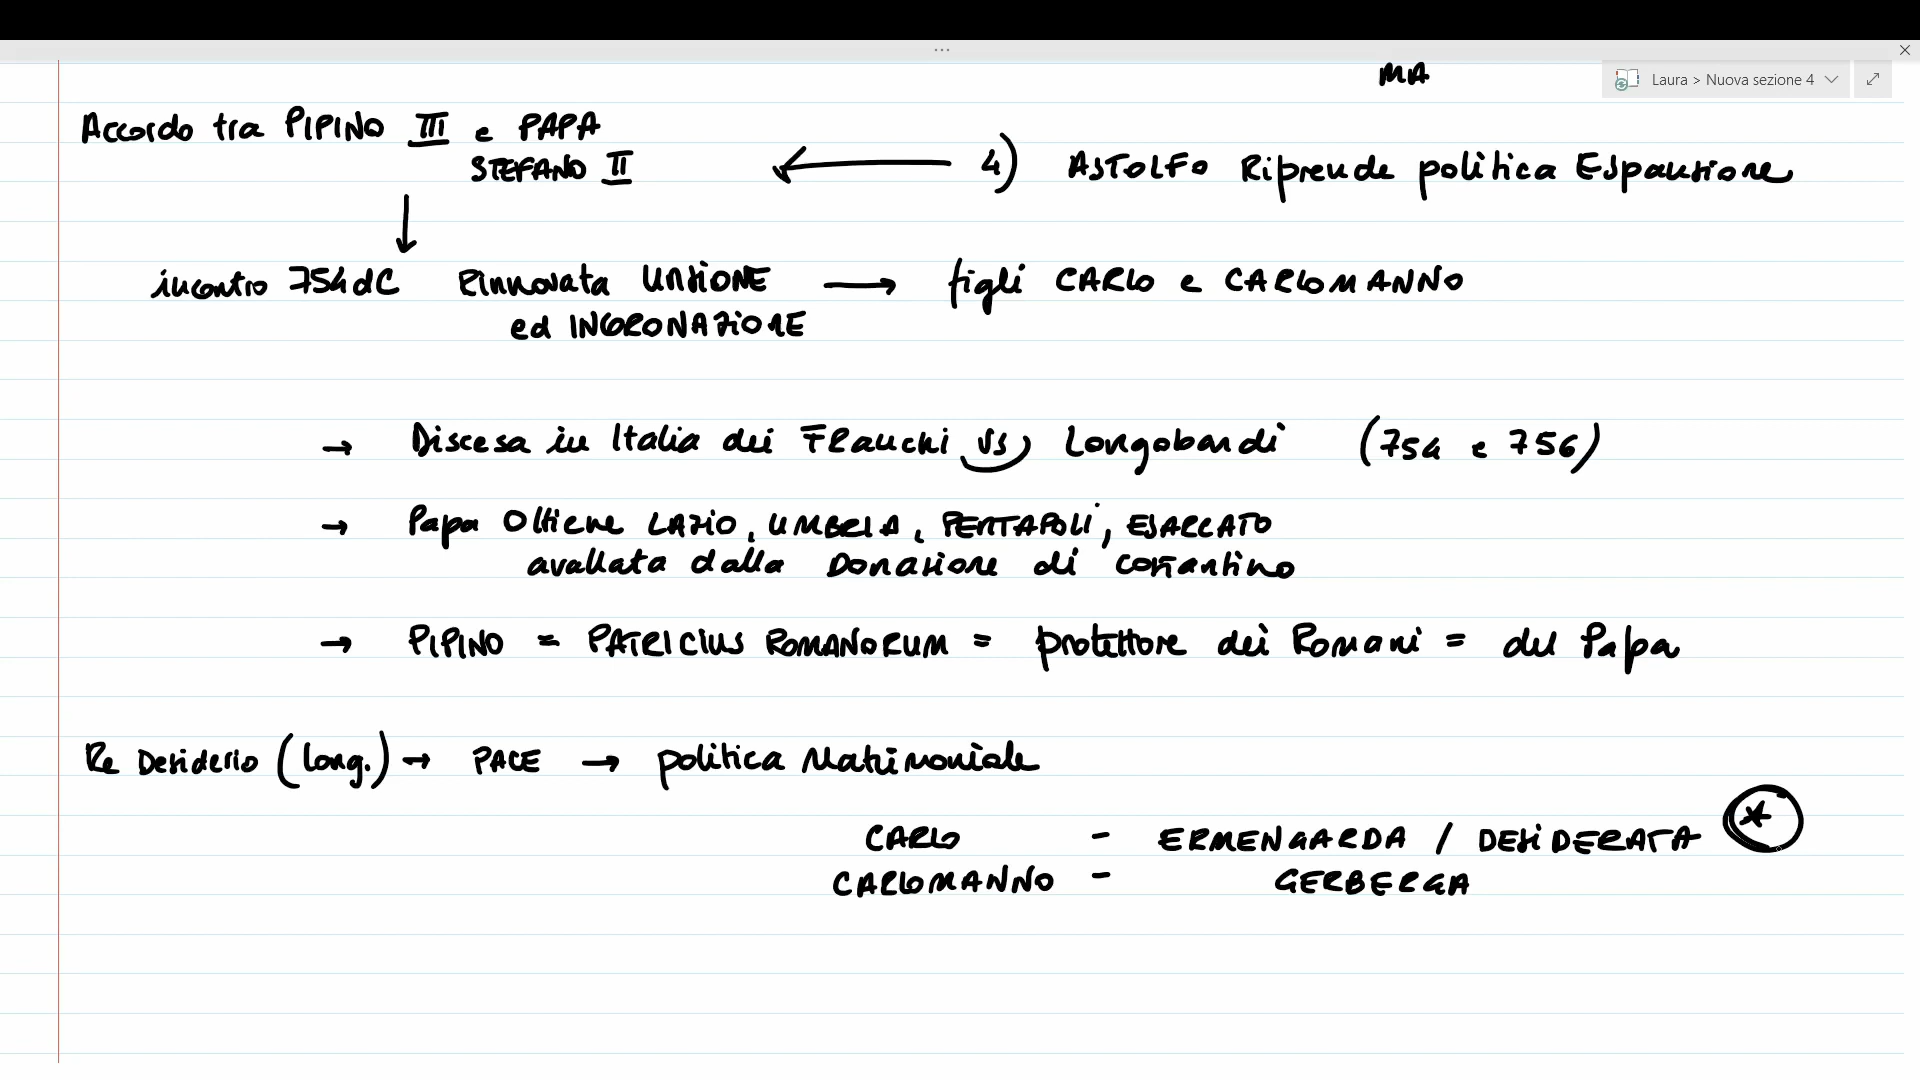 MA
Laura > Nuova sezione 4
Accordo tra PIPINO III e PAPA
STEFANO II
4) ASTOLFO Riprende politica Espansione
incontro 754 dC Rinnovata UNZIONE → figli CARLO e CARLOMANNO
ed INCORONAZIONE
→ Discesa in Italia dei Franchi vs Longobardi (754 e 756)
→ Papa Ottiene LAZIO, UMBRIA, PENTAPOLI, ESARCATO
avallata dalla Donazione di Costantino
→ PIPINO = PATRICIUS ROMANORUM = protettore dei Romani = del Papa
Re Desiderio (long.) → PACE → politica Matrimoniale
CARLO - ERMENGARDA / DESIDERATA *
CARLOMANNO - GERBERGA